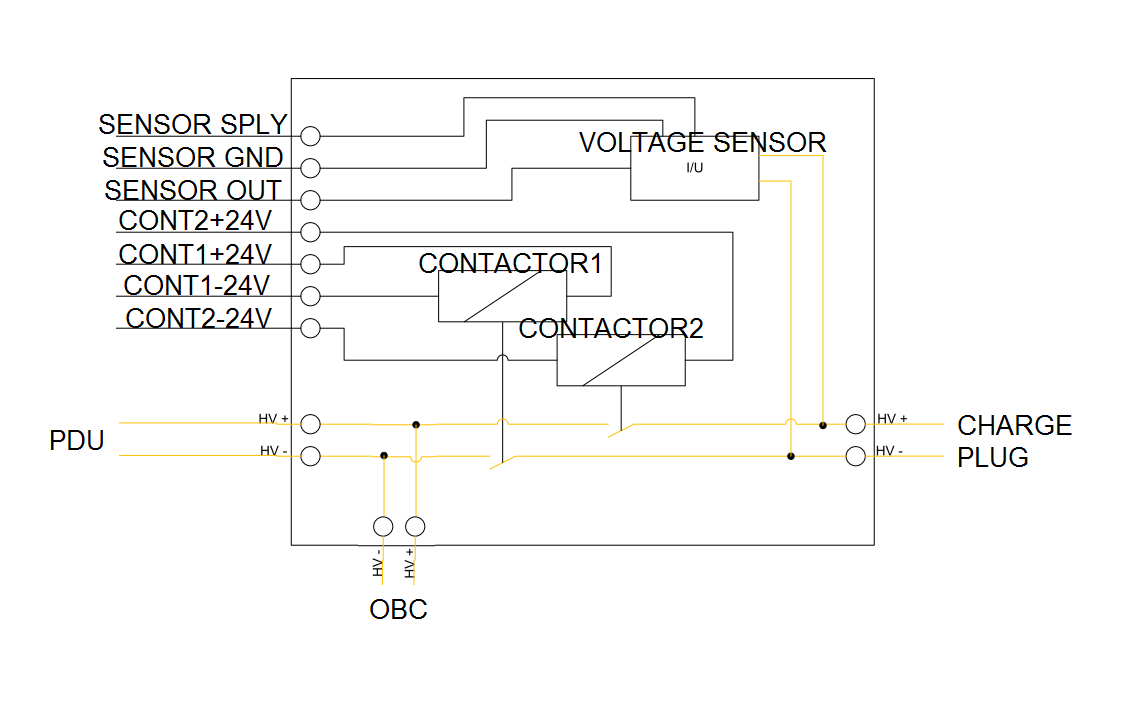 SENSOR SPLY
SENSOR GND
VOLTAGE SENSOR
I/U
SENSOR OUT
CONT2+24V
CONT1+24V
CONTACTOR1
CONT1-24V
CONT2-24V
CONTACTOR2
PDU
HV +
HV -
HV +
HV -
CHARGE
PLUG
HV -
HV +
OBC